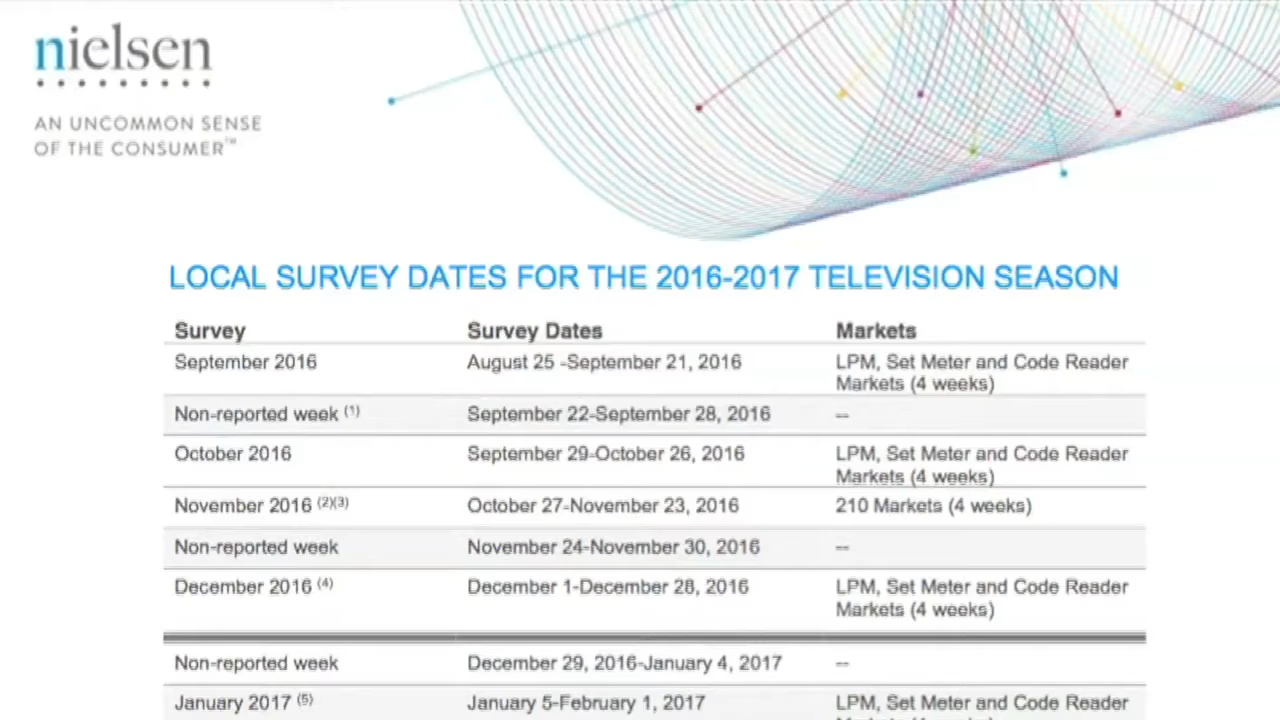 nielsen
AN UNCOMMON SENSE
OF THE CONSUMER™
LOCAL SURVEY DATES FOR THE 2016-2017 TELEVISION SEASON
Survey Survey Dates Markets
September 2016 August 25 -September 21, 2016 LPM, Set Meter and Code Reader
Markets (4 weeks)
Non-reported week (1) September 22-September 28, 2016 --
October 2016 September 29-October 26, 2016 LPM, Set Meter and Code Reader
Markets (4 weeks)
November 2016 (2)(3) October 27-November 23, 2016 210 Markets (4 weeks)
Non-reported week November 24-November 30, 2016 --
December 2016 (4) December 1-December 28, 2016 LPM, Set Meter and Code Reader
Markets (4 weeks)
Non-reported week December 29, 2016-January 4, 2017 --
January 2017 (5) January 5-February 1, 2017 LPM, Set Meter and Code Reader